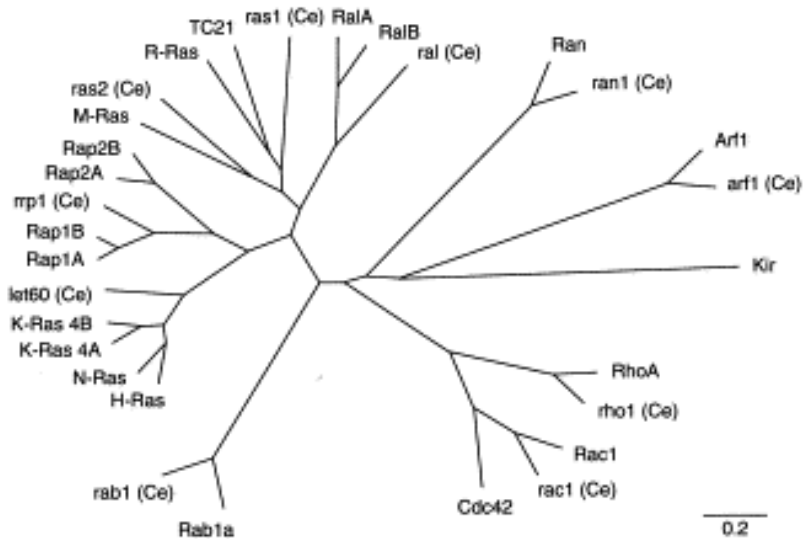 ras1 (Ce) RalA
TC21
RalB
R-Ras
ral (Ce)
Ran
ras2 (Ce)
ran1 (Ce)
M-Ras
Rap2B
Arf1
Rap2A
arf1 (Ce)
rrp1 (Ce)
Rap1B
Rap1A
Kir
let60 (Ce)
K-Ras 4B
K-Ras 4A
N-Ras
RhoA
H-Ras
rho1 (Ce)
Rac1
rab1 (Ce)
rac1 (Ce)
Cdc42
Rab1a
0.2